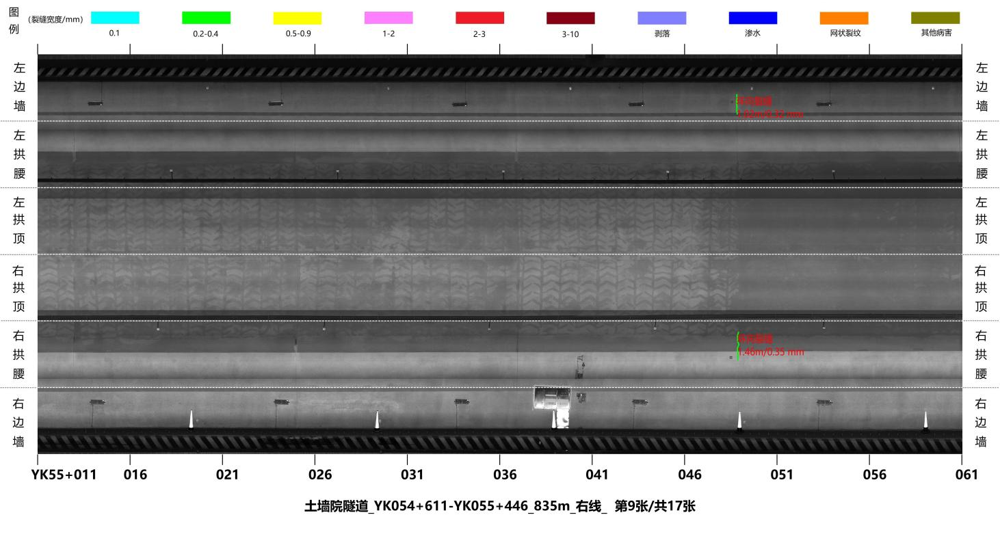 图例
(裂缝宽度/mm)
0.1
0.2-0.4
0.5-0.9
1-2
2-3
3-10
剥落
渗水
网状裂纹
其他病害
左边墙
左边墙
环向裂缝
1.02m/0.32 mm
左拱腰
左拱腰
左拱顶
左拱顶
右拱顶
右拱顶
右拱腰
右拱腰
环向裂缝
1.46m/0.35 mm
右边墙
右边墙
YK55+011 016 021 026 031 036 041 046 051 056 061
土墙院隧道_YK054+611-YK055+446_835m_右线_ 第9张/共17张